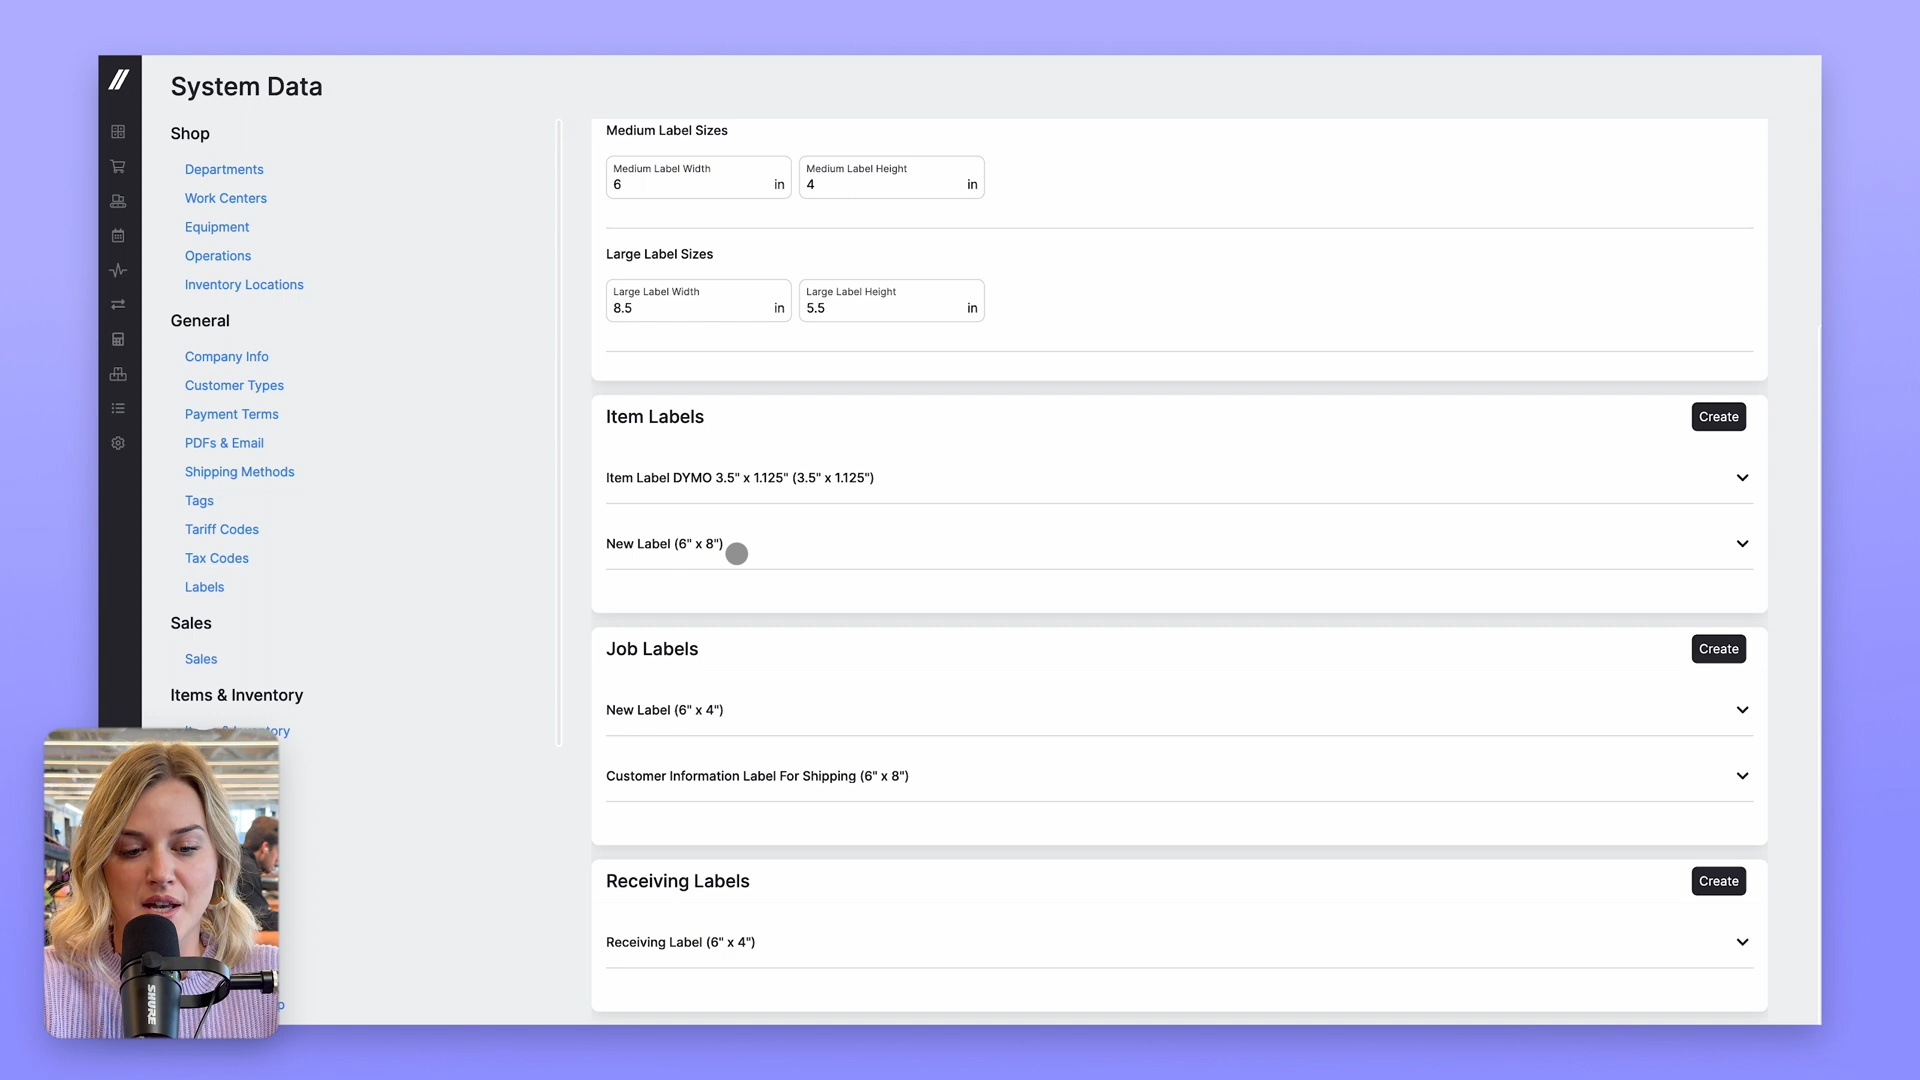 System Data
Shop
Departments
Work Centers
Equipment
Operations
Inventory Locations
General
Company Info
Customer Types
Payment Terms
PDFs & Email
Shipping Methods
Tags
Tariff Codes
Tax Codes
Labels
Sales
Sales
Items & Inventory
Medium Label Sizes
Medium Label Width
6 in
Medium Label Height
4 in
Large Label Sizes
Large Label Width
8.5 in
Large Label Height
5.5 in
Item Labels
Create
Item Label DYMO 3.5" x 1.125" (3.5" x 1.125")
New Label (6" x 8")
Job Labels
Create
New Label (6" x 4")
Customer Information Label For Shipping (6" x 8")
Receiving Labels
Create
Receiving Label (6" x 4")
SHURE